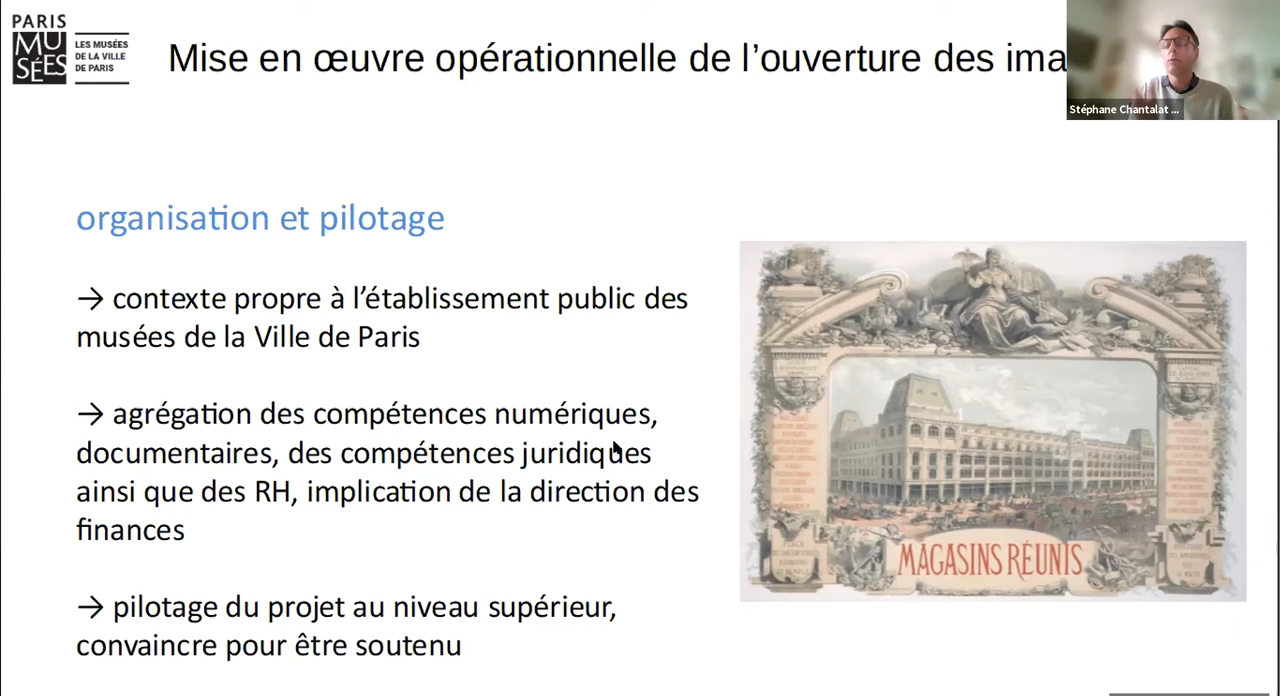 PARIS
MU
SÉES
LES MUSÉES
DE LA VILLE
DE PARIS
Mise en œuvre opérationnelle de l’ouverture des ima
Stéphane Chantalat ...
organisation et pilotage
→ contexte propre à l’établissement public des
musées de la Ville de Paris
→ agrégation des compétences numériques,
documentaires, des compétences juridiques
ainsi que des RH, implication de la direction des
finances
→ pilotage du projet au niveau supérieur,
convaincre pour être soutenu
MAGASINS RÉUNIS